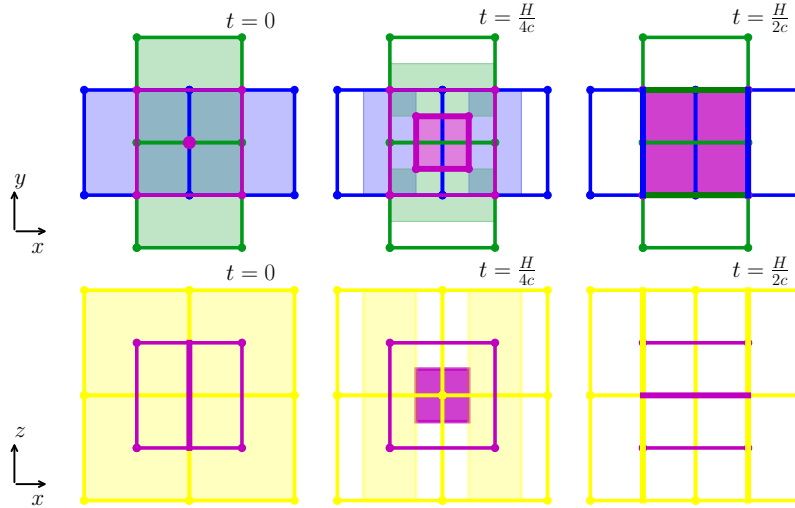 t = 0
t = H/4c
t = H/2c
y
x
t = 0
t = H/4c
t = H/2c
z
x